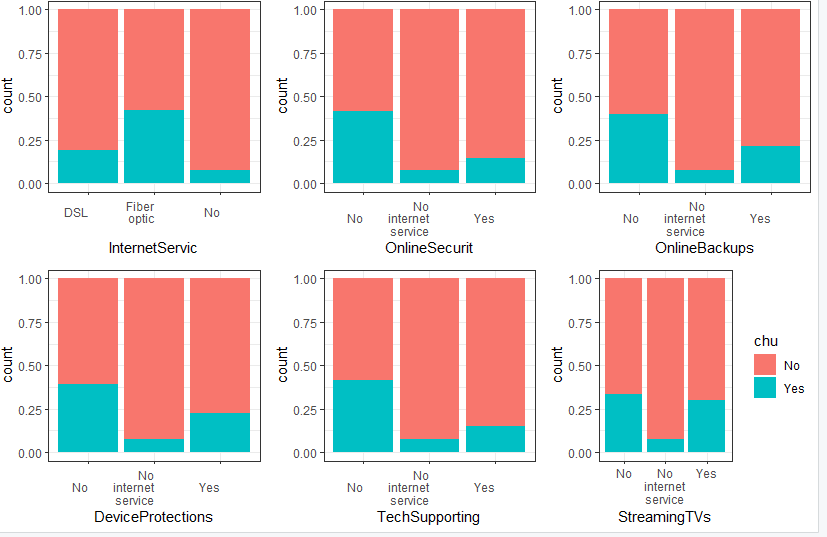 count
1.00
0.75
0.50
0.25
0.00
DSL
Fiber
optic
No
InternetServic
count
1.00
0.75
0.50
0.25
0.00
No
No
internet
service
Yes
OnlineSecurit
count
1.00
0.75
0.50
0.25
0.00
No
No
internet
service
Yes
OnlineBackups
count
1.00
0.75
0.50
0.25
0.00
No
No
internet
service
Yes
DeviceProtections
count
1.00
0.75
0.50
0.25
0.00
No
No
internet
service
Yes
TechSupporting
count
1.00
0.75
0.50
0.25
0.00
No
No
internet
service
Yes
StreamingTVs
chu
No
Yes